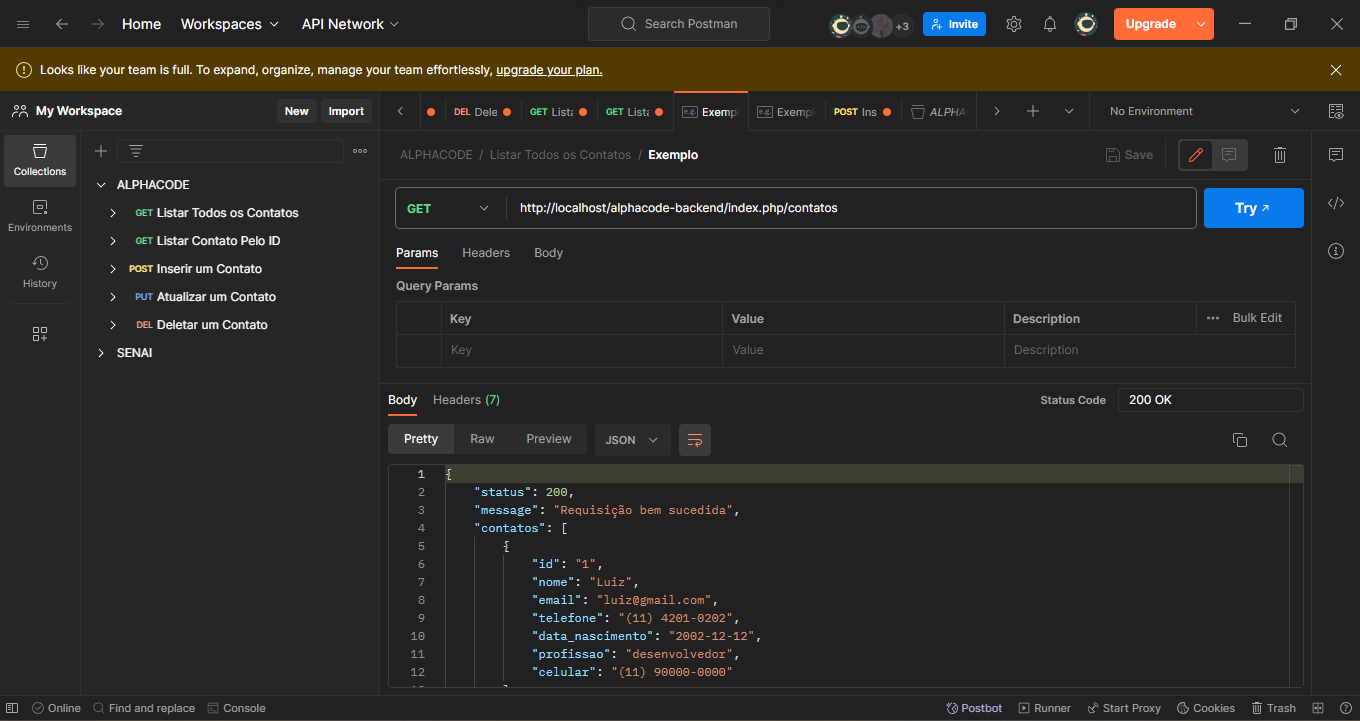 Home Workspaces API Network Search Postman +3 Invite Upgrade
Looks like your team is full. To expand, organize, manage your team effortlessly, upgrade your plan.
My Workspace New Import
DEL Dele GET Lista GET Lista e.g. Exemp e.g. Exempl POST Ins ALPHA No Environment
Collections
Environments
History
ALPHACODE
GET Listar Todos os Contatos
GET Listar Contato Pelo ID
POST Inserir um Contato
PUT Atualizar um Contato
DEL Deletar um Contato
SENAI
ALPHACODE / Listar Todos os Contatos / Exemplo Save
GET http://localhost/alphacode-backend/index.php/contatos Try
Params Headers Body
Query Params
Key Value Description Bulk Edit
Key Value Description
Body Headers (7) Status Code 200 OK
Pretty Raw Preview JSON
1 {
2 "status": 200,
3 "message": "Requisição bem sucedida",
4 "contatos": [
5 {
6 "id": "1",
7 "nome": "Luiz",
8 "email": "luiz@gmail.com",
9 "telefone": "(11) 4201-0202",
10 "data_nascimento": "2002-12-12",
11 "profissao": "desenvolvedor",
12 "celular": "(11) 90000-0000"
Online Find and replace Console Postbot Runner Start Proxy Cookies Trash